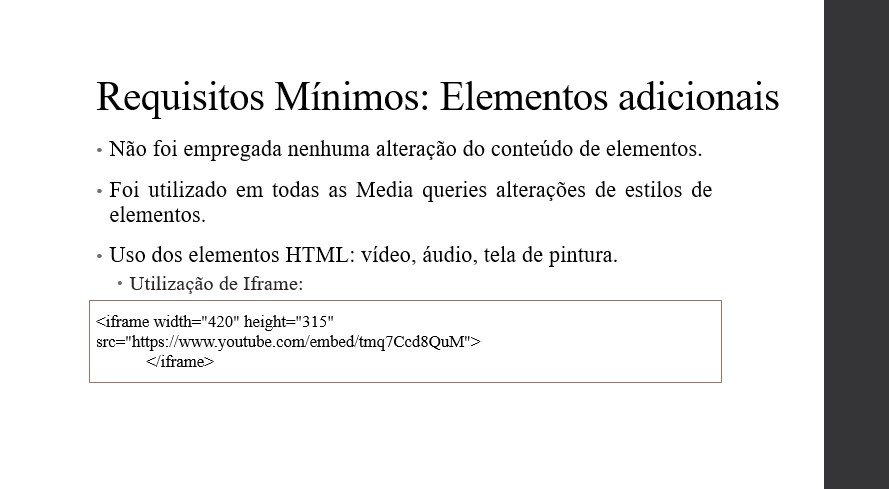 Requisitos Mínimos: Elementos adicionais
• Não foi empregada nenhuma alteração do conteúdo de elementos.
• Foi utilizado em todas as Media queries alterações de estilos de
elementos.
• Uso dos elementos HTML: vídeo, áudio, tela de pintura.
• Utilização de Iframe:
<iframe width="420" height="315"
src="https://www.youtube.com/embed/tmq7Ccd8QuM">
</iframe>